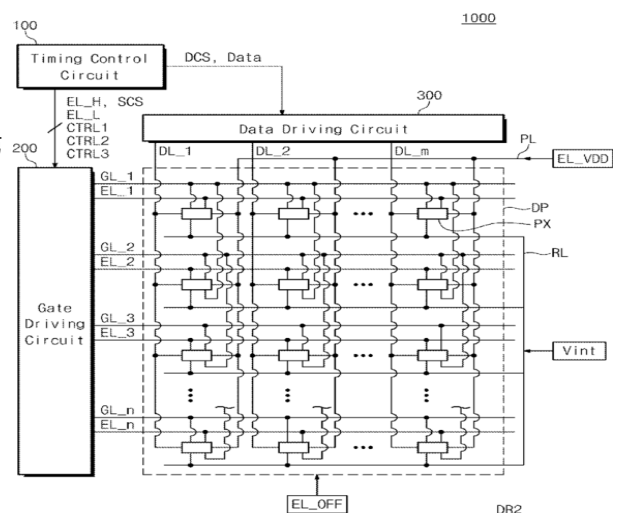 1000
100
Timing Control
Circuit
DCS, Data
EL_H, SCS
EL_L
CTRL1
CTRL2
CTRL3
300
Data Driving Circuit
200
DL_1
DL_2
DL_m
PL
EL_VDD
GL_1
EL_1
DP
PX
GL_2
EL_2
RL
Gate
Driving
Circuit
GL_3
EL_3
Vint
GL_n
EL_n
EL_OFF
DR2